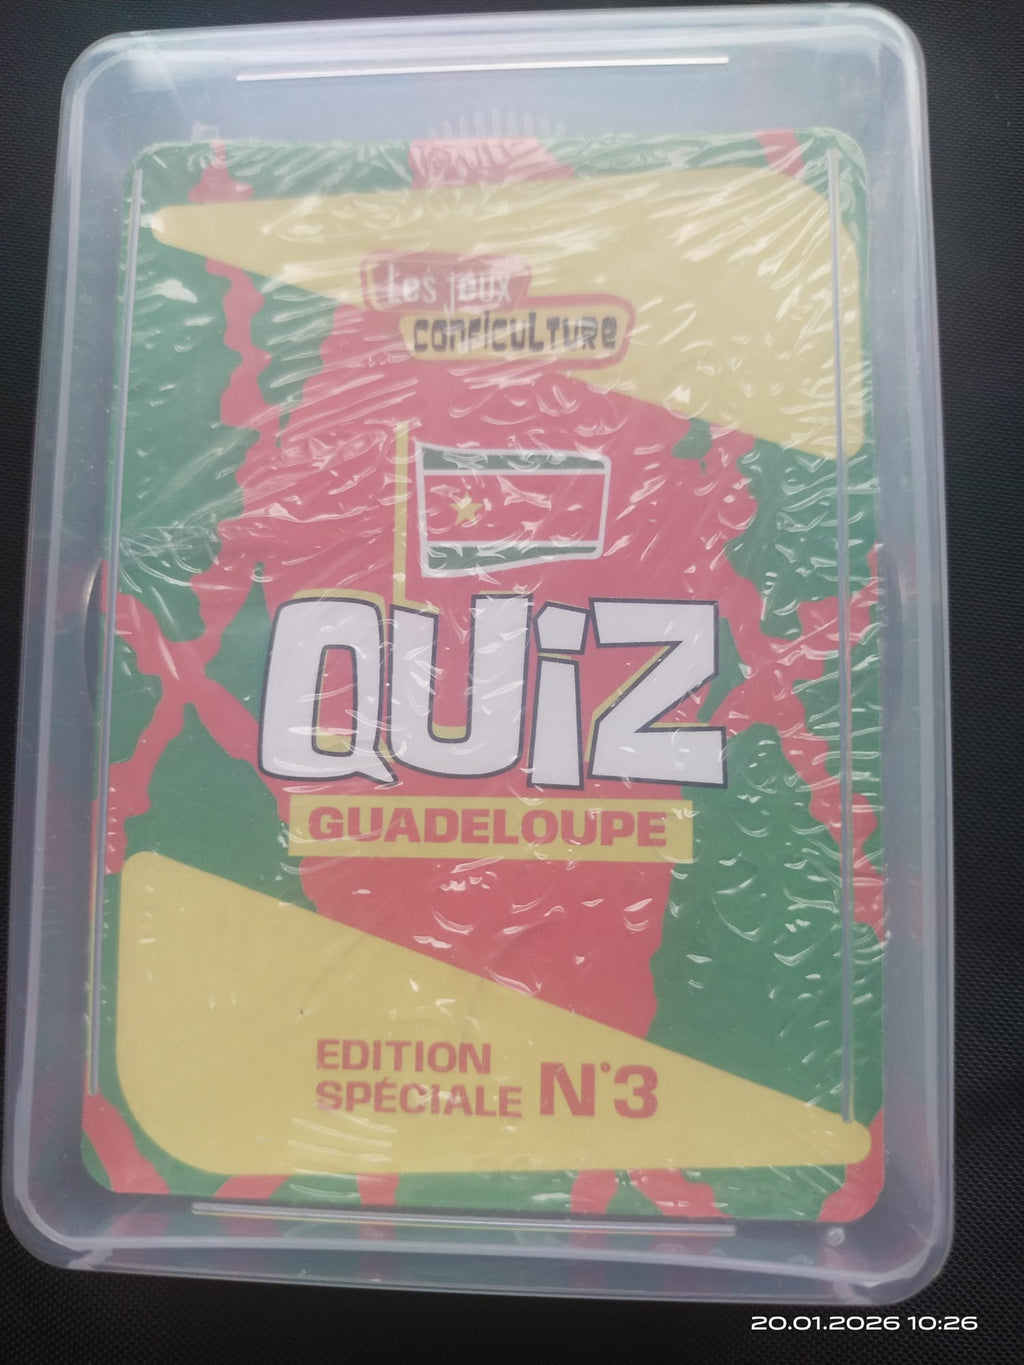 Les jeux
conficulture
QUiZ
GUADELOUPE
EDITION
SPÉCIALE N°3
20.01.2026 10:26